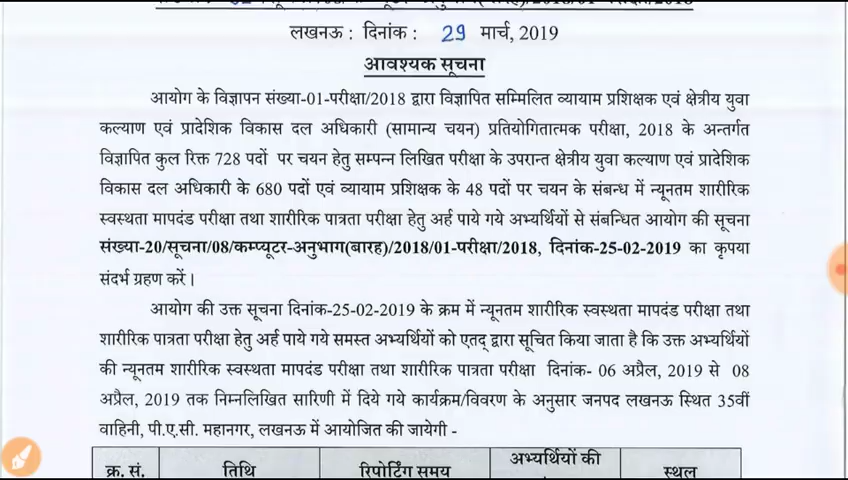 लखनऊ : दिनांक : 29 मार्च, 2019
आवश्यक सूचना
आयोग के विज्ञापन संख्या-01-परीक्षा/2018 द्वारा विज्ञापित सम्मिलित व्यायाम प्रशिक्षक एवं क्षेत्रीय युवा
कल्याण एवं प्रादेशिक विकास दल अधिकारी (सामान्य चयन) प्रतियोगितात्मक परीक्षा, 2018 के अन्तर्गत
विज्ञापित कुल रिक्त 728 पदों पर चयन हेतु सम्पन्न लिखित परीक्षा के उपरान्त क्षेत्रीय युवा कल्याण एवं प्रादेशिक
विकास दल अधिकारी के 680 पदों एवं व्यायाम प्रशिक्षक के 48 पदों पर चयन के संबन्ध में न्यूनतम शारीरिक
स्वस्थता मापदंड परीक्षा तथा शारीरिक पात्रता परीक्षा हेतु अर्ह पाये गये अभ्यर्थियों से संबन्धित आयोग की सूचना
संख्या-20/सूचना/08/कम्प्यूटर-अनुभाग(बारह)/2018/01-परीक्षा/2018, दिनांक-25-02-2019 का कृपया
संदर्भ ग्रहण करें।
आयोग की उक्त सूचना दिनांक-25-02-2019 के क्रम में न्यूनतम शारीरिक स्वस्थता मापदंड परीक्षा तथा
शारीरिक पात्रता परीक्षा हेतु अर्ह पाये गये समस्त अभ्यर्थियों को एतद् द्वारा सूचित किया जाता है कि उक्त अभ्यर्थियों
की न्यूनतम शारीरिक स्वस्थता मापदंड परीक्षा तथा शारीरिक पात्रता परीक्षा दिनांक- 06 अप्रैल, 2019 से 08
अप्रैल, 2019 तक निम्नलिखित सारिणी में दिये गये कार्यक्रम/विवरण के अनुसार जनपद लखनऊ स्थित 35वीं
वाहिनी, पी.ए.सी. महानगर, लखनऊ में आयोजित की जायेगी -
क्र. सं. तिथि रिपोर्टिंग समय अभ्यर्थियों की स्थल